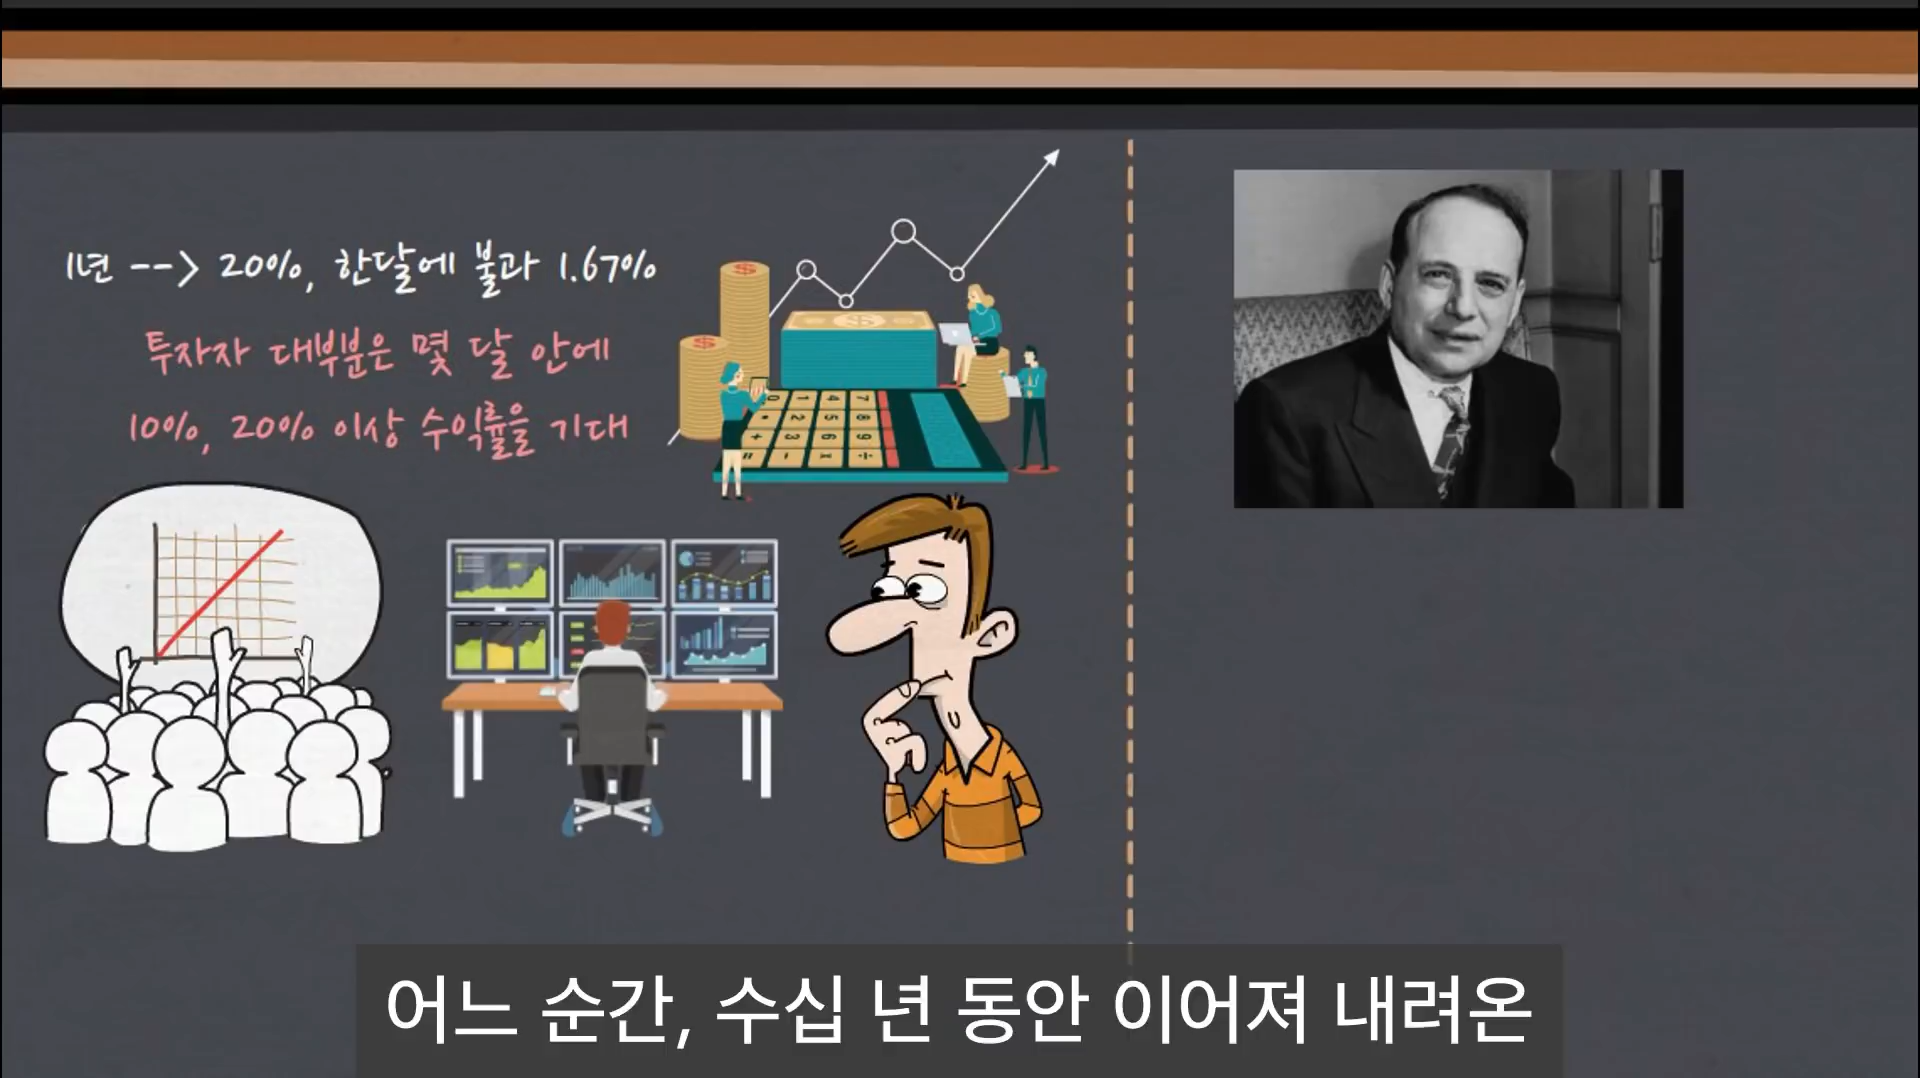 1년 --> 20%, 한달에 불과 1.67%
투자자 대부분은 몇 달 안에
10%, 20% 이상 수익률을 기대
어느 순간, 수십 년 동안 이어져 내려온